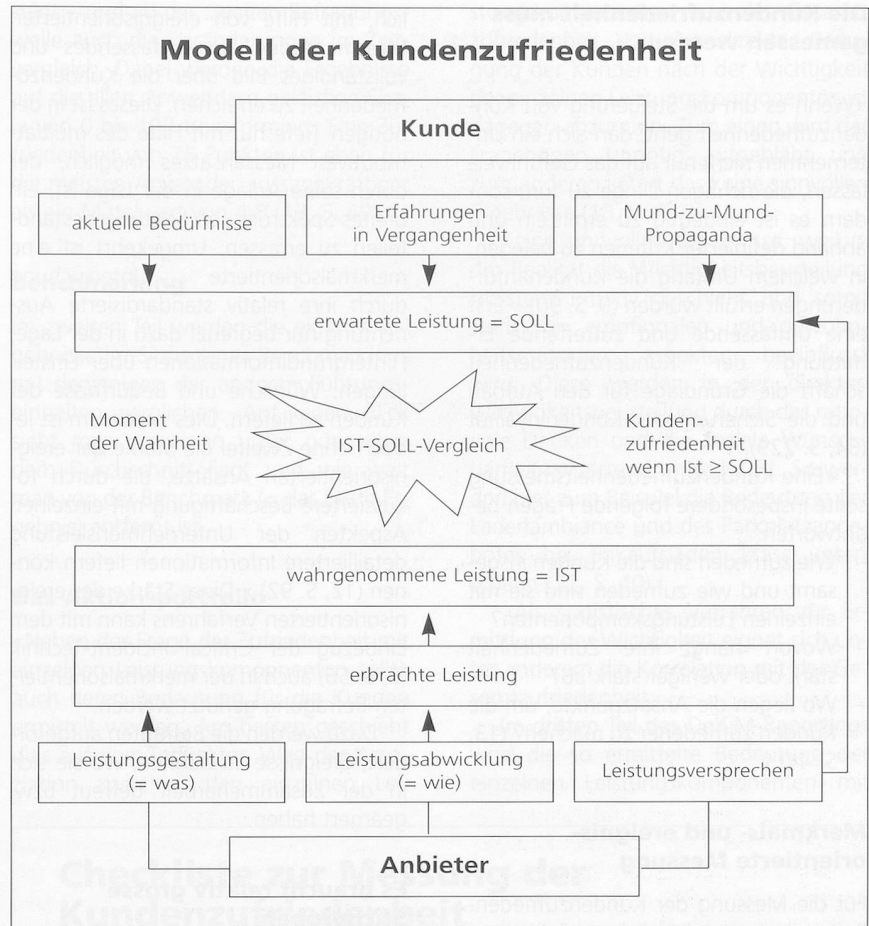 Modell der Kundenzufriedenheit
Kunde
aktuelle Bedürfnisse
Erfahrungen
in Vergangenheit
Mund-zu-Mund-
Propaganda
erwartete Leistung = SOLL
Moment
der Wahrheit
IST-SOLL-Vergleich
Kunden-
zufriedenheit
wenn Ist ≥ SOLL
wahrgenommene Leistung = IST
erbrachte Leistung
Leistungsgestaltung
(= was)
Leistungsabwicklung
(= wie)
Leistungsversprechen
Anbieter